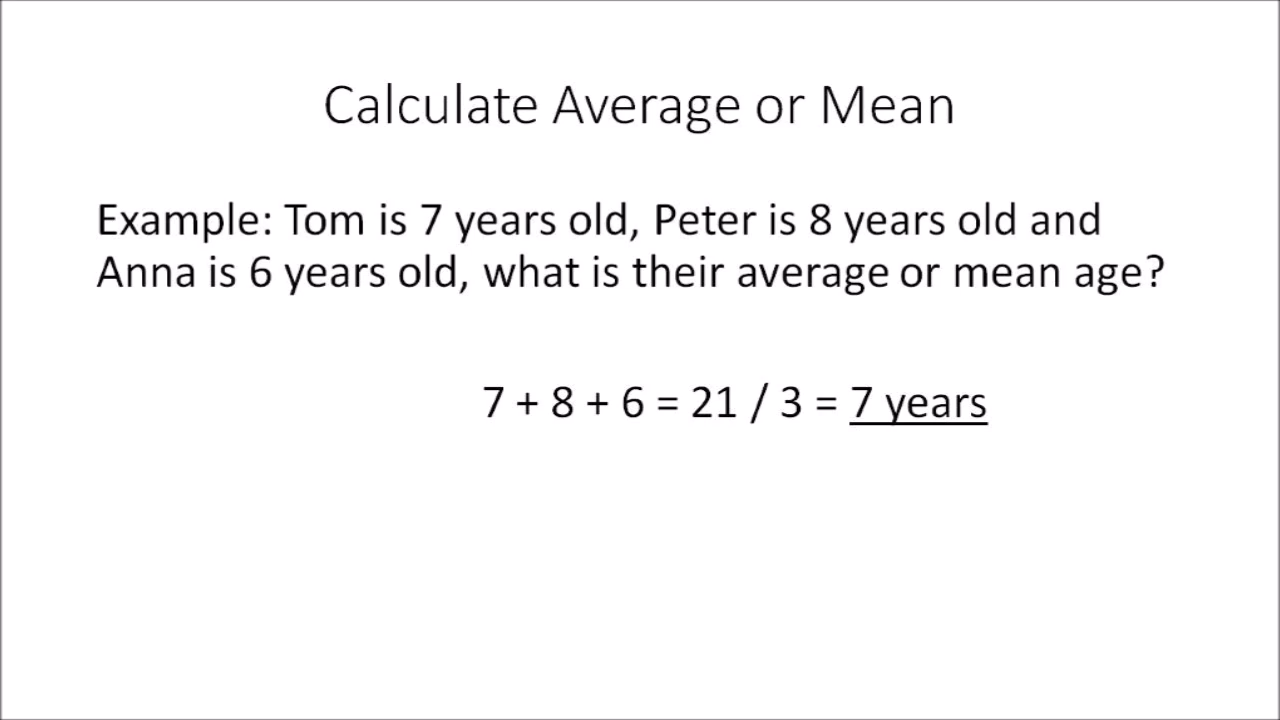 Calculate Average or Mean
Example: Tom is 7 years old, Peter is 8 years old and
Anna is 6 years old, what is their average or mean age?
7 + 8 + 6 = 21 / 3 = 7 years